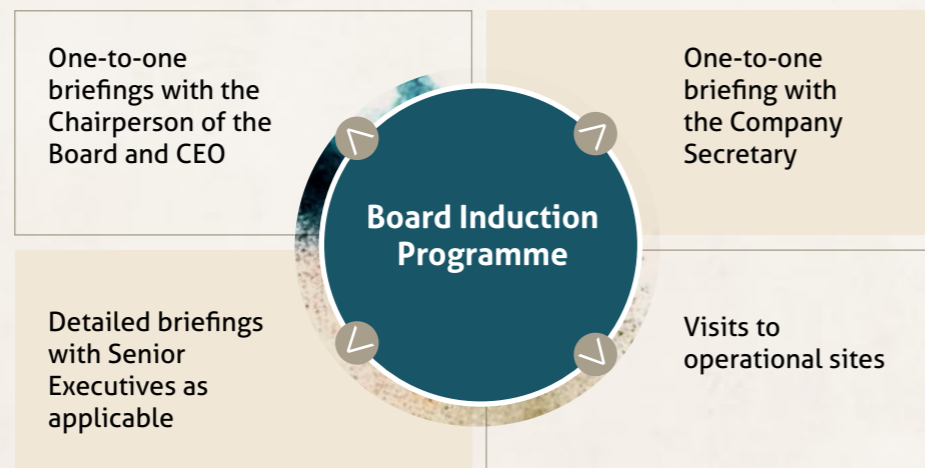 One-to-one
briefings with the
Chairperson of the
Board and CEO
One-to-one
briefing with
the Company
Secretary
Board Induction
Programme
Detailed briefings
with Senior
Executives as
applicable
Visits to
operational sites